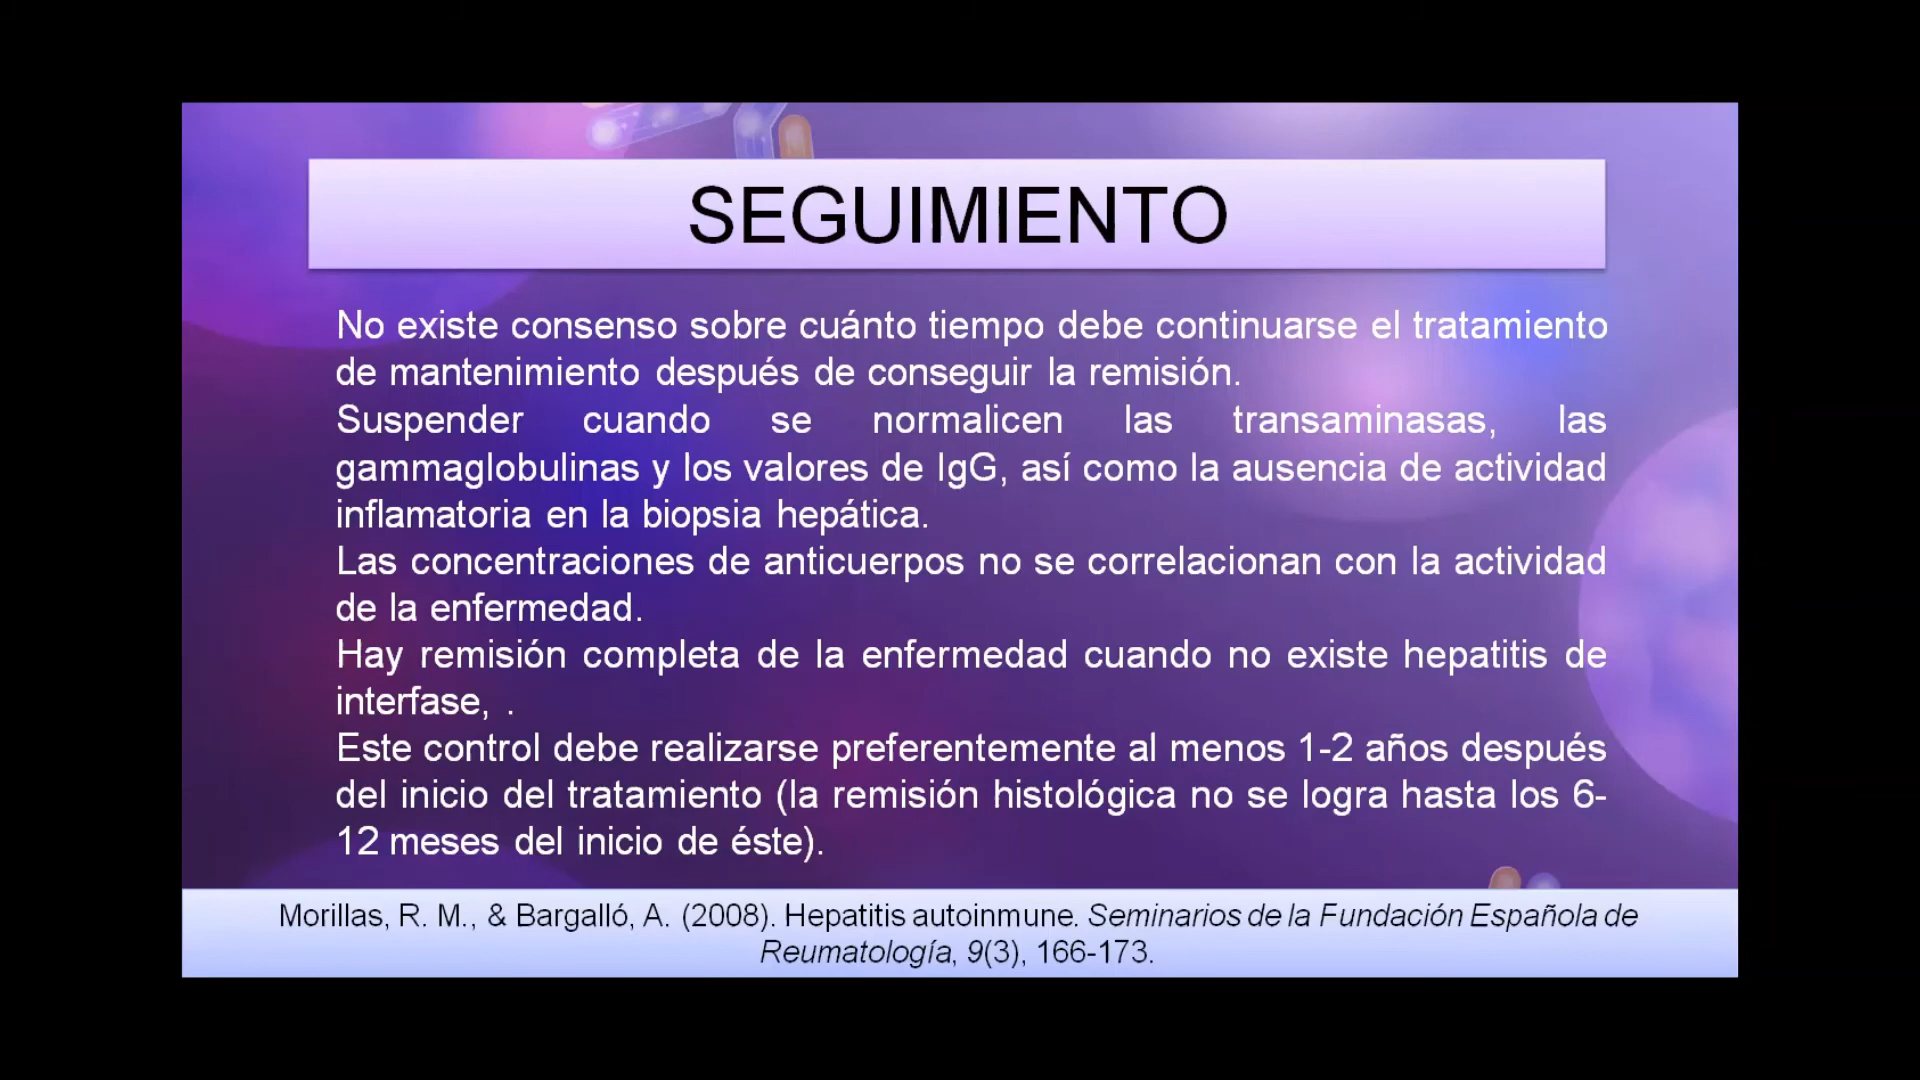 SEGUIMIENTO
No existe consenso sobre cuánto tiempo debe continuarse el tratamiento
de mantenimiento después de conseguir la remisión.
Suspender cuando se normalicen las transaminasas, las
gammaglobulinas y los valores de IgG, así como la ausencia de actividad
inflamatoria en la biopsia hepática.
Las concentraciones de anticuerpos no se correlacionan con la actividad
de la enfermedad.
Hay remisión completa de la enfermedad cuando no existe hepatitis de
interfase, .
Este control debe realizarse preferentemente al menos 1-2 años después
del inicio del tratamiento (la remisión histológica no se logra hasta los 6-
12 meses del inicio de éste).
Morillas, R. M., & Bargalló, A. (2008). Hepatitis autoinmune. Seminarios de la Fundación Española de
Reumatología, 9(3), 166-173.